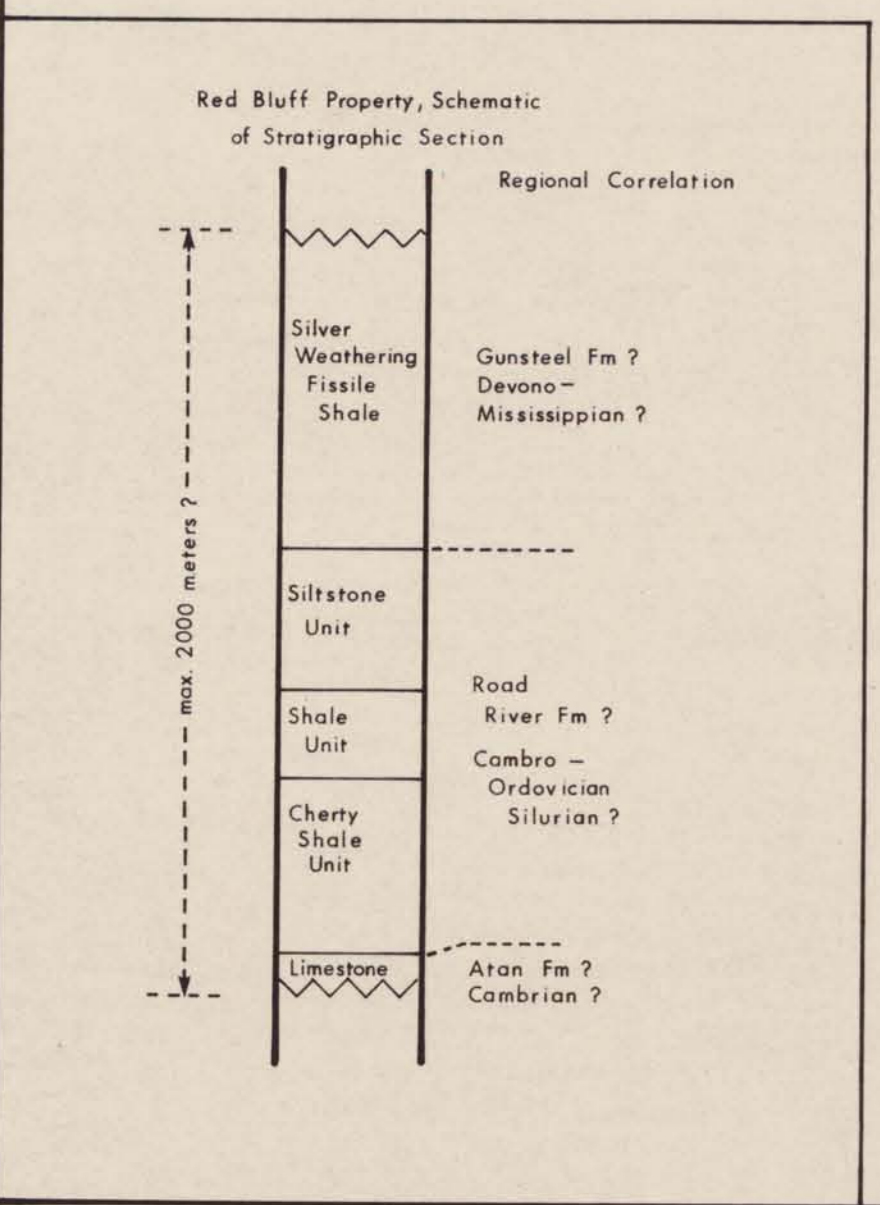 Red Bluff Property, Schematic
of Stratigraphic Section
Regional Correlation
max. 2000 meters ?
Silver
Weathering
Fissile
Shale
Gunsteel Fm ?
Devono-
Mississippian ?
Siltstone
Unit
Shale
Unit
Road
River Fm ?
Cambro -
Ordovician
Silurian ?
Cherty
Shale
Unit
Limestone
Atan Fm ?
Cambrian ?